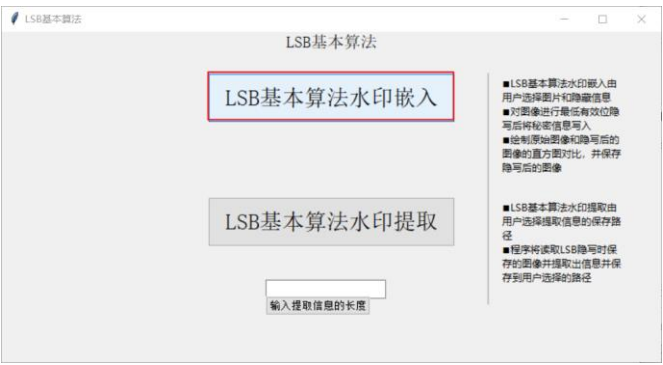 LSB基本算法
LSB基本算法
LSB基本算法水印嵌入
■LSB基本算法水印嵌入由
用户选择图片和隐藏信息
■对图像进行最低有效位隐
写后将秘密信息写入
■绘制原始图像和隐写后的
图像的直方图对比，并保存
隐写后的图像
LSB基本算法水印提取
■LSB基本算法水印提取由
用户选择提取信息的保存路
径
■程序将读取LSB隐写时保
存的图像并提取出信息并保
存到用户选择的路径
输入提取信息的长度